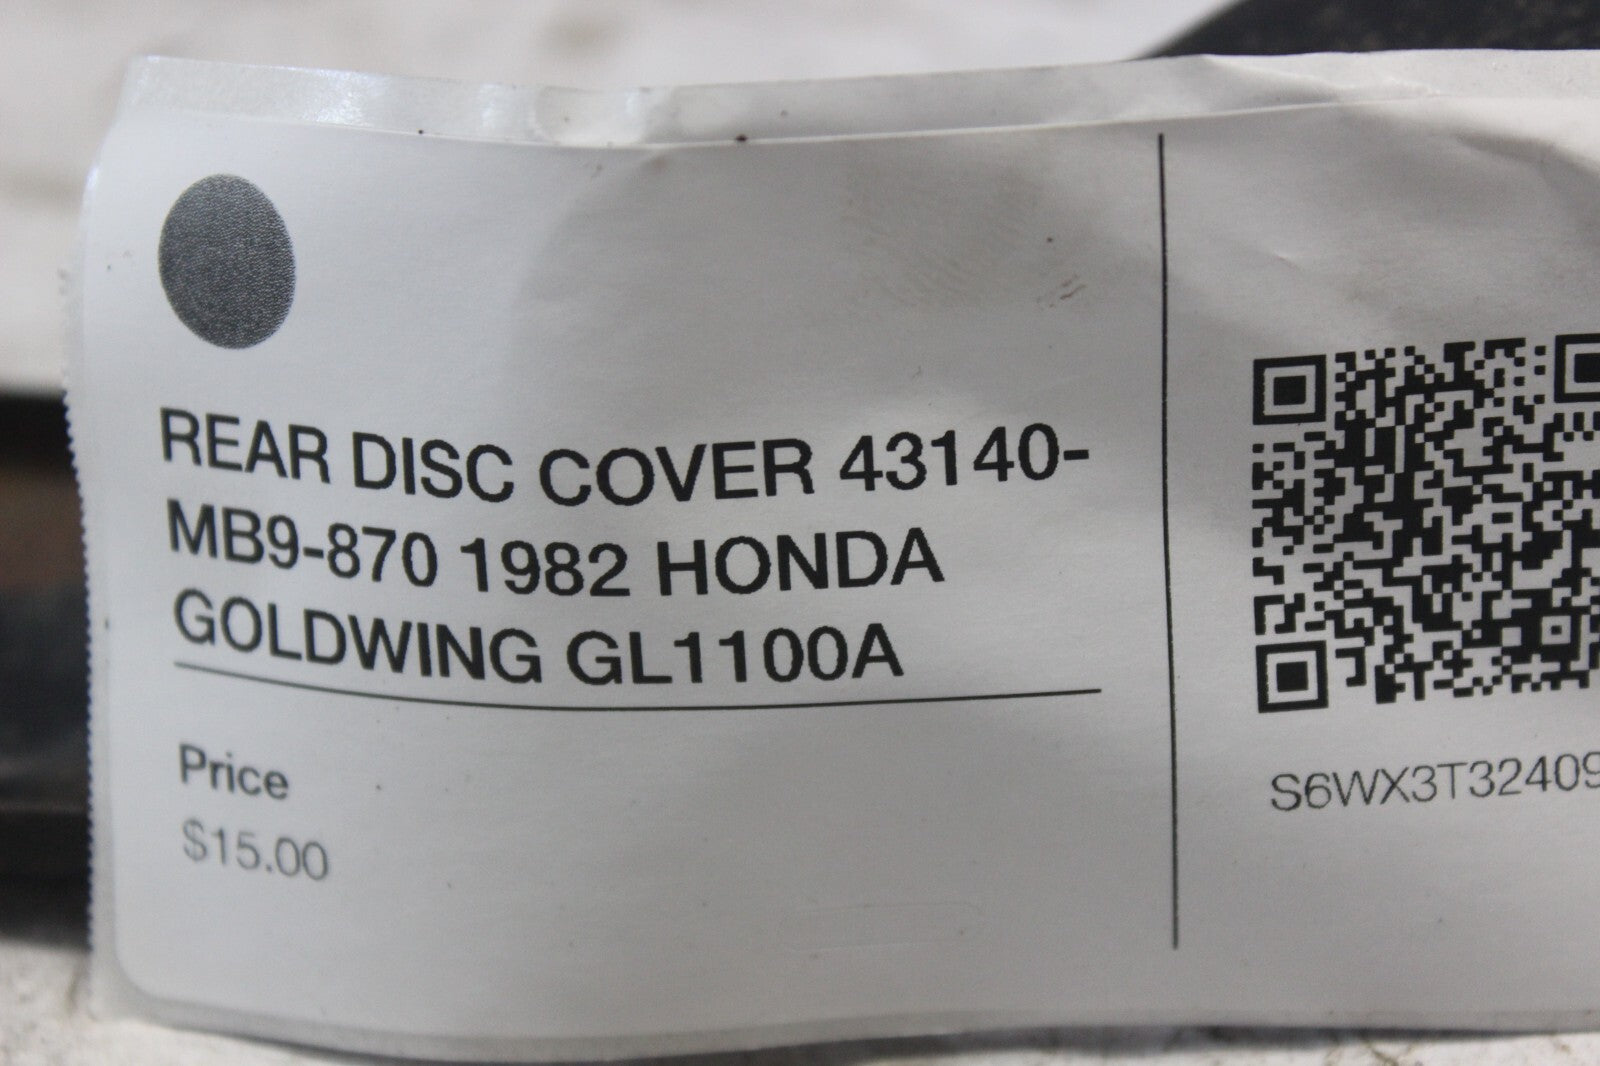 REAR DISC COVER 43140-
MB9-870 1982 HONDA
GOLDWING GL1100A
Price
$15.00
S6WX3T32409